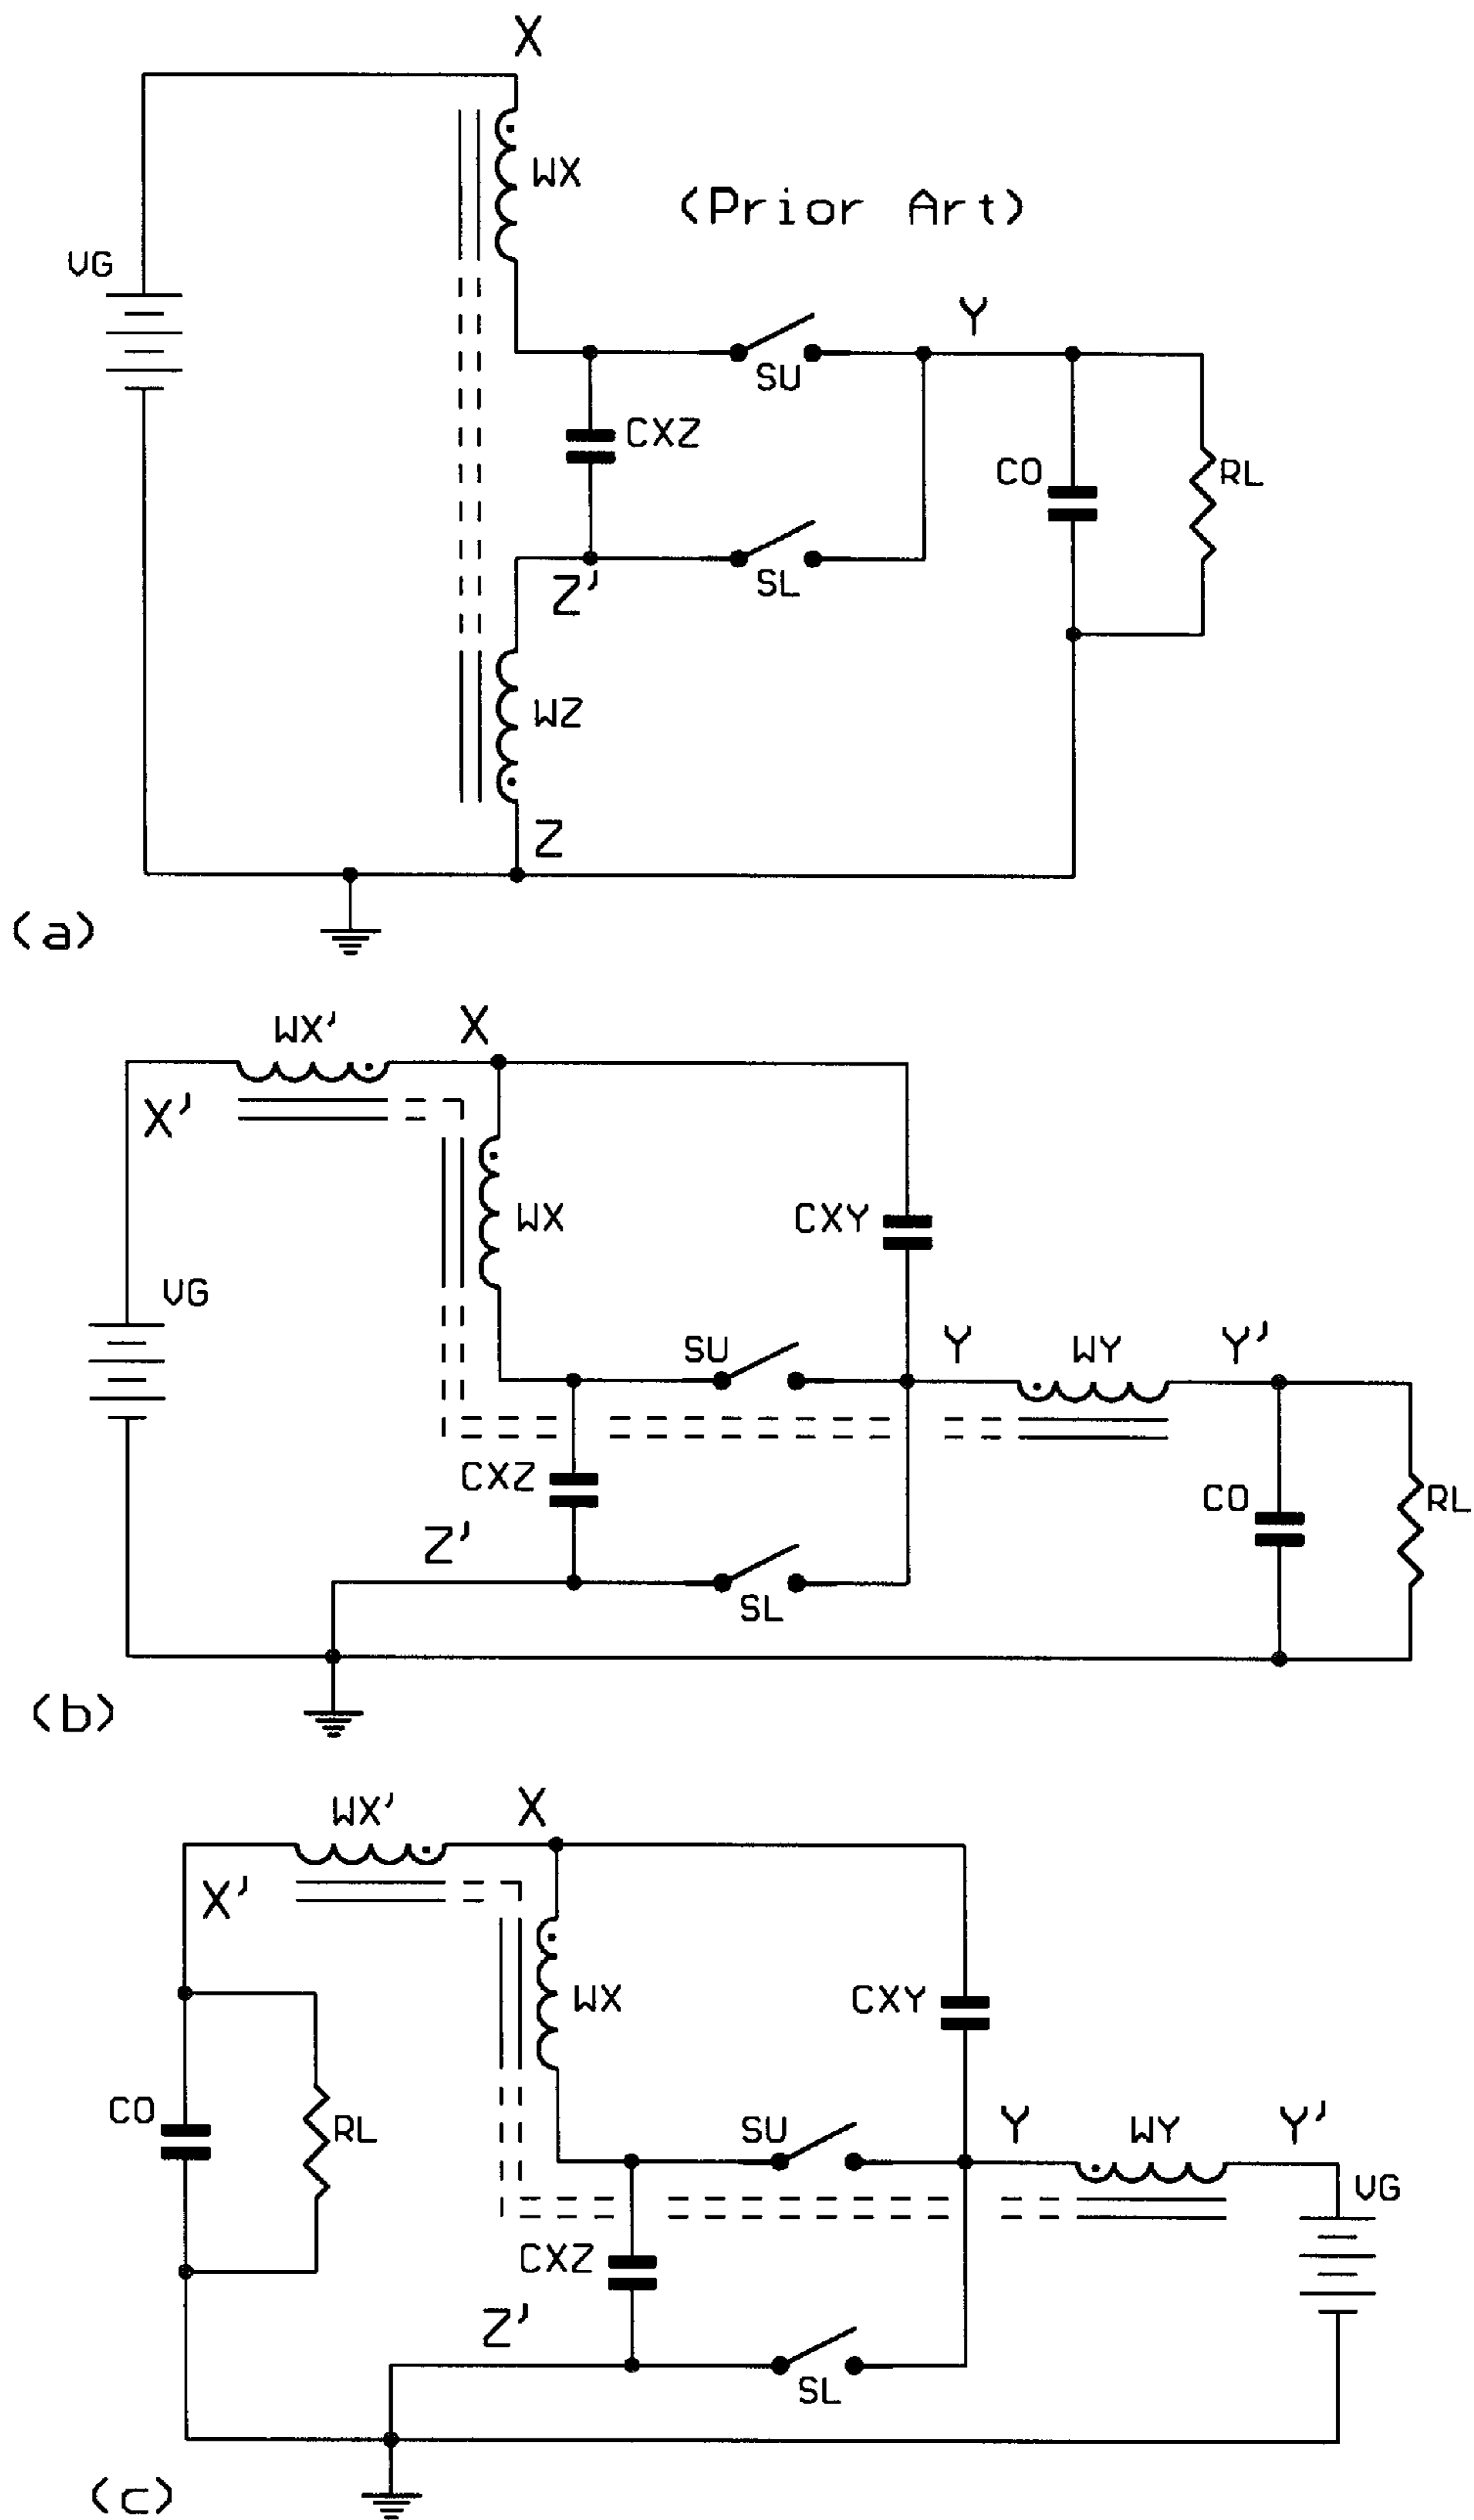 X
WX
(Prior Art)
VG
Y
SU
CXZ
CO
RL
SL
Z'
WZ
Z
(a)
WX'
X
X'
WX
CXY
VG
SU
Y
WY
Y'
CXZ
CO
RL
Z'
SL
(b)
WX'
X
X'
WX
CXY
CO
RL
SU
Y
WY
Y'
VG
CXZ
Z'
SL
(c)